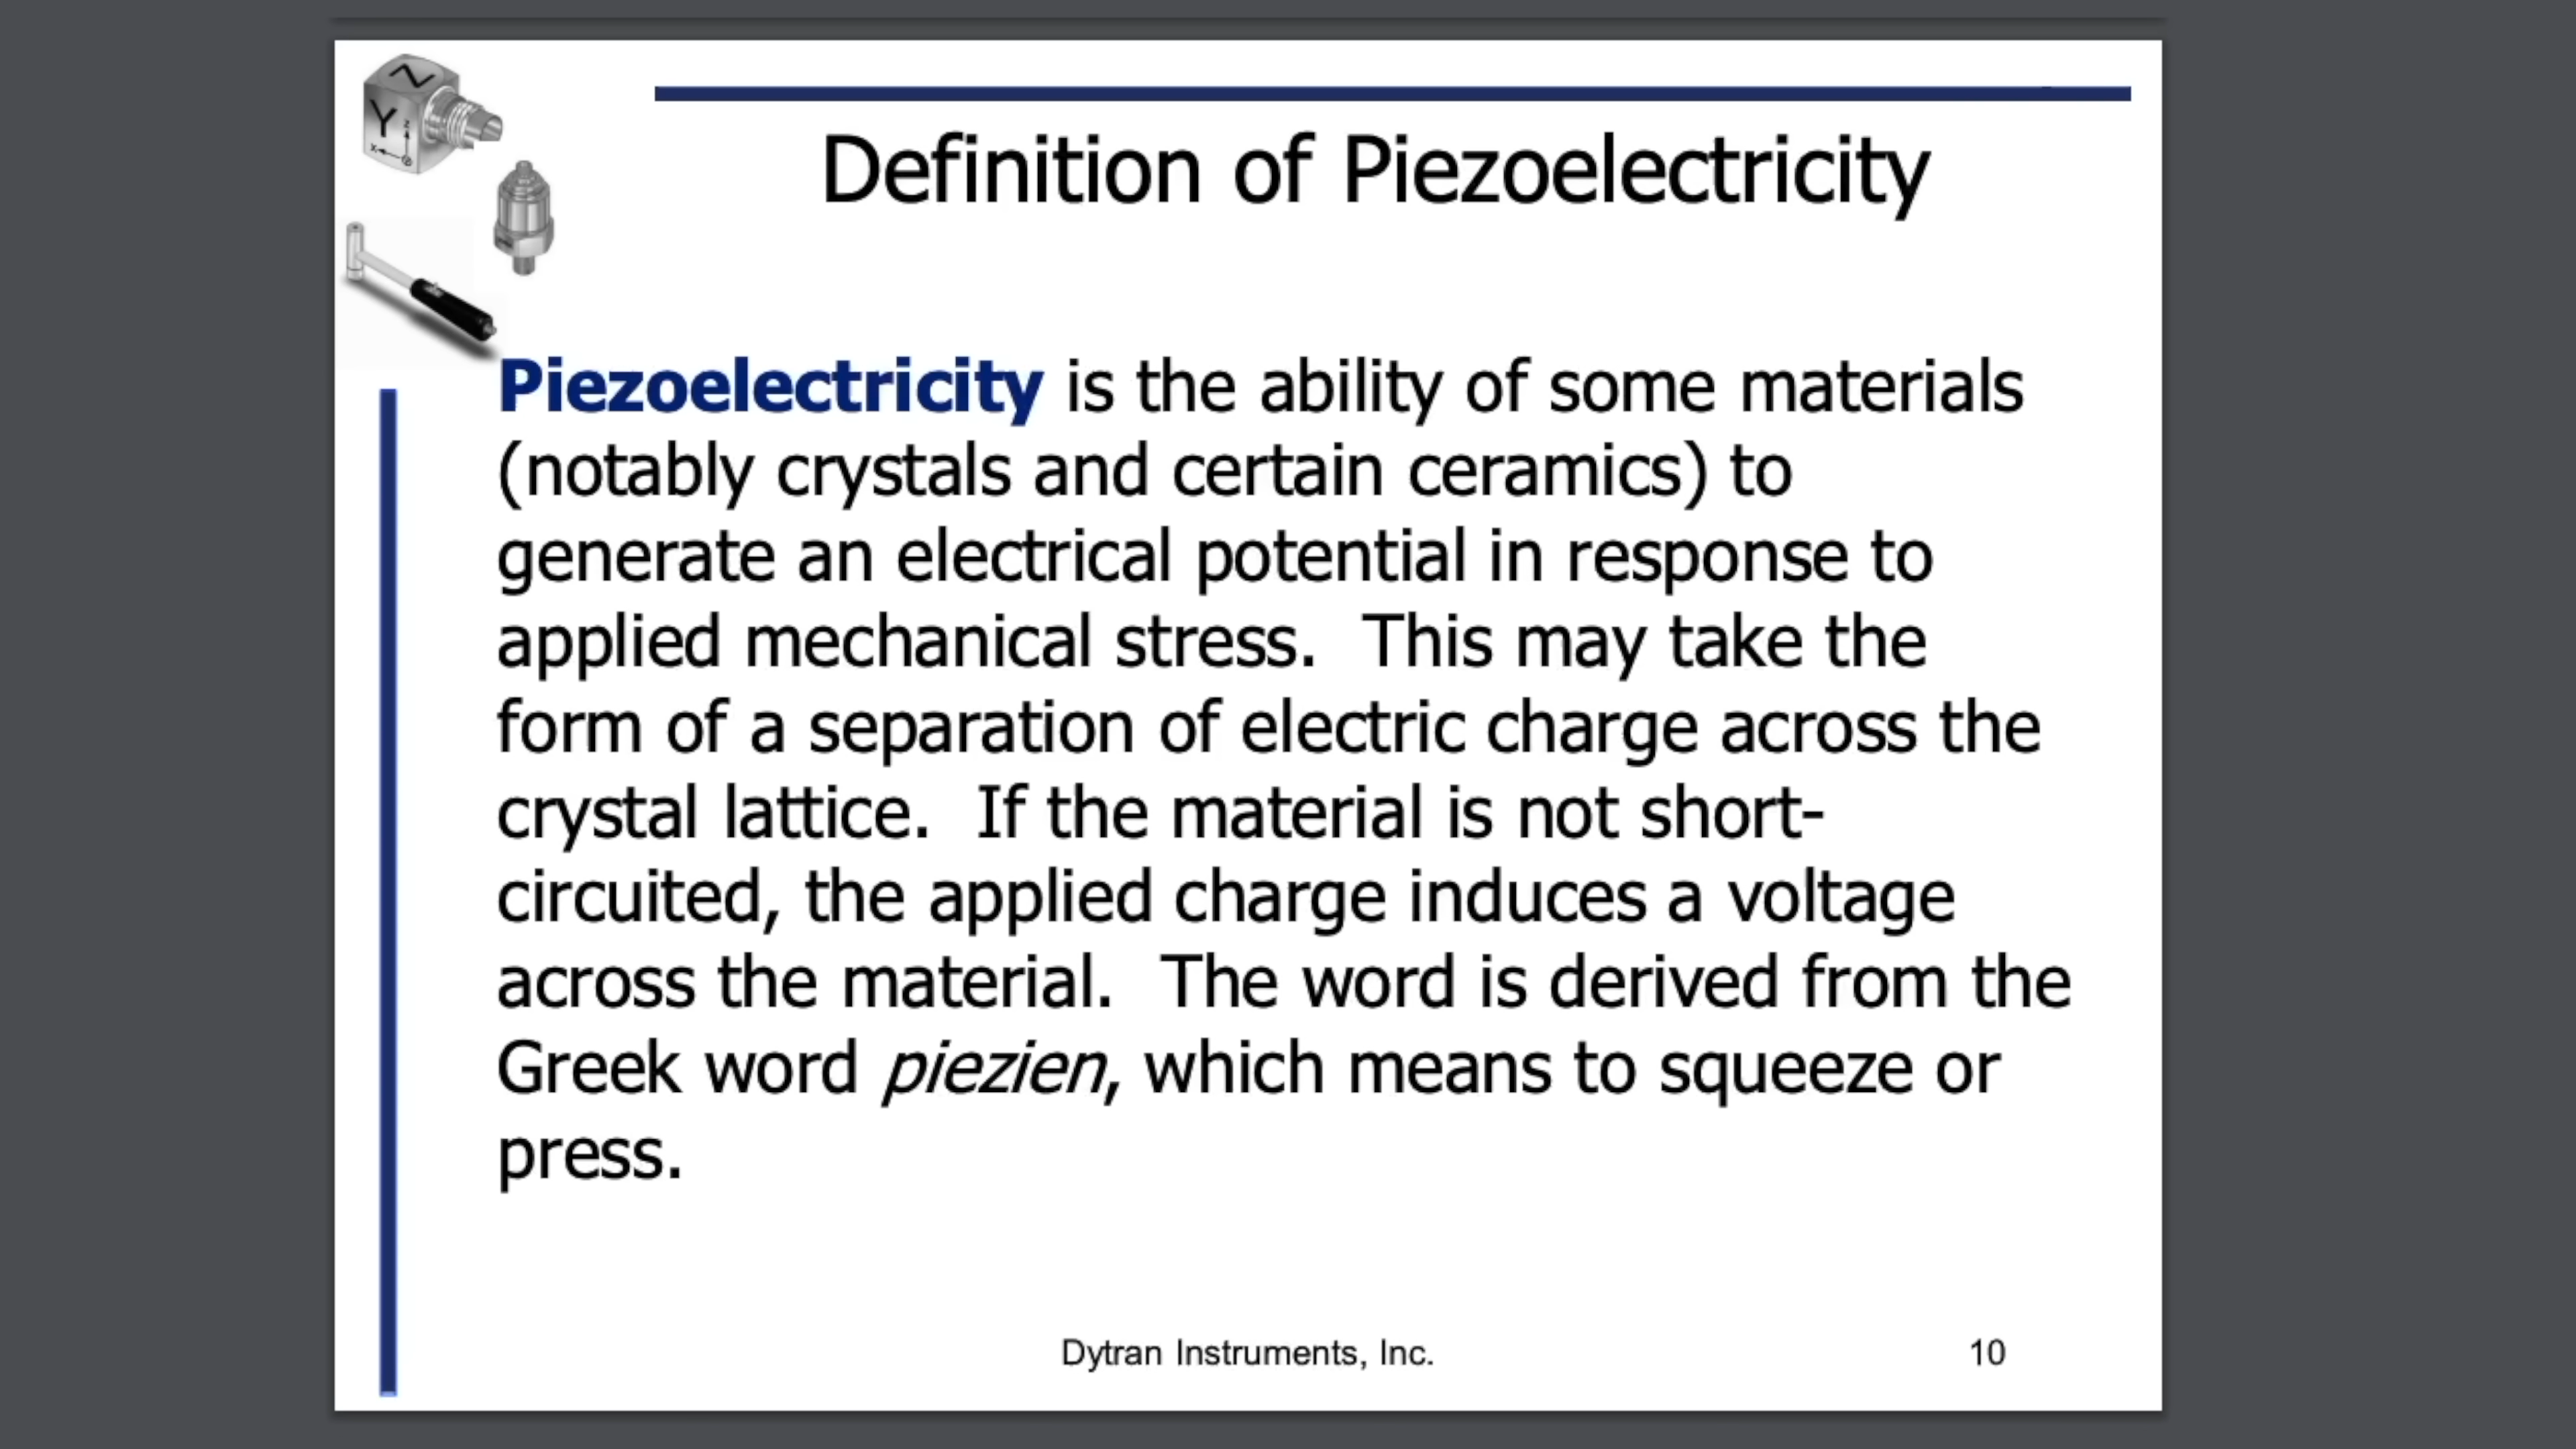 Definition of Piezoelectricity
Piezoelectricity is the ability of some materials
(notably crystals and certain ceramics) to
generate an electrical potential in response to
applied mechanical stress.  This may take the
form of a separation of electric charge across the
crystal lattice.  If the material is not short-
circuited, the applied charge induces a voltage
across the material.  The word is derived from the
Greek word piezien, which means to squeeze or
press.
Z
Y
z
x
Dytran Instruments, Inc.
10